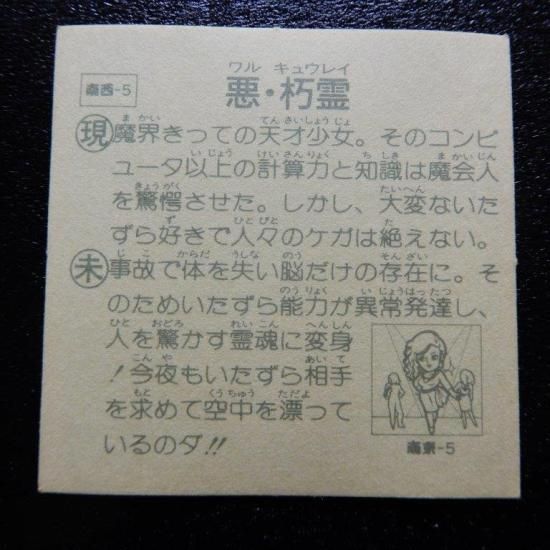 ワル キュウレイ
南西-5 悪・朽霊
現 魔界きっての天才少女。そのコンピ
ュータ以上の計算力と知識は魔会人
を驚愕させた。しかし、大変ないた
ずら好きで人々のケガは絶えない。
未 事故で体を失い脳だけの存在に。そ
のためいたずら能力が異常発達し、
人を驚かす霊魂に変身
!今夜もいたずら相手
を求めて空中を漂って
いるのダ!!
南東-5